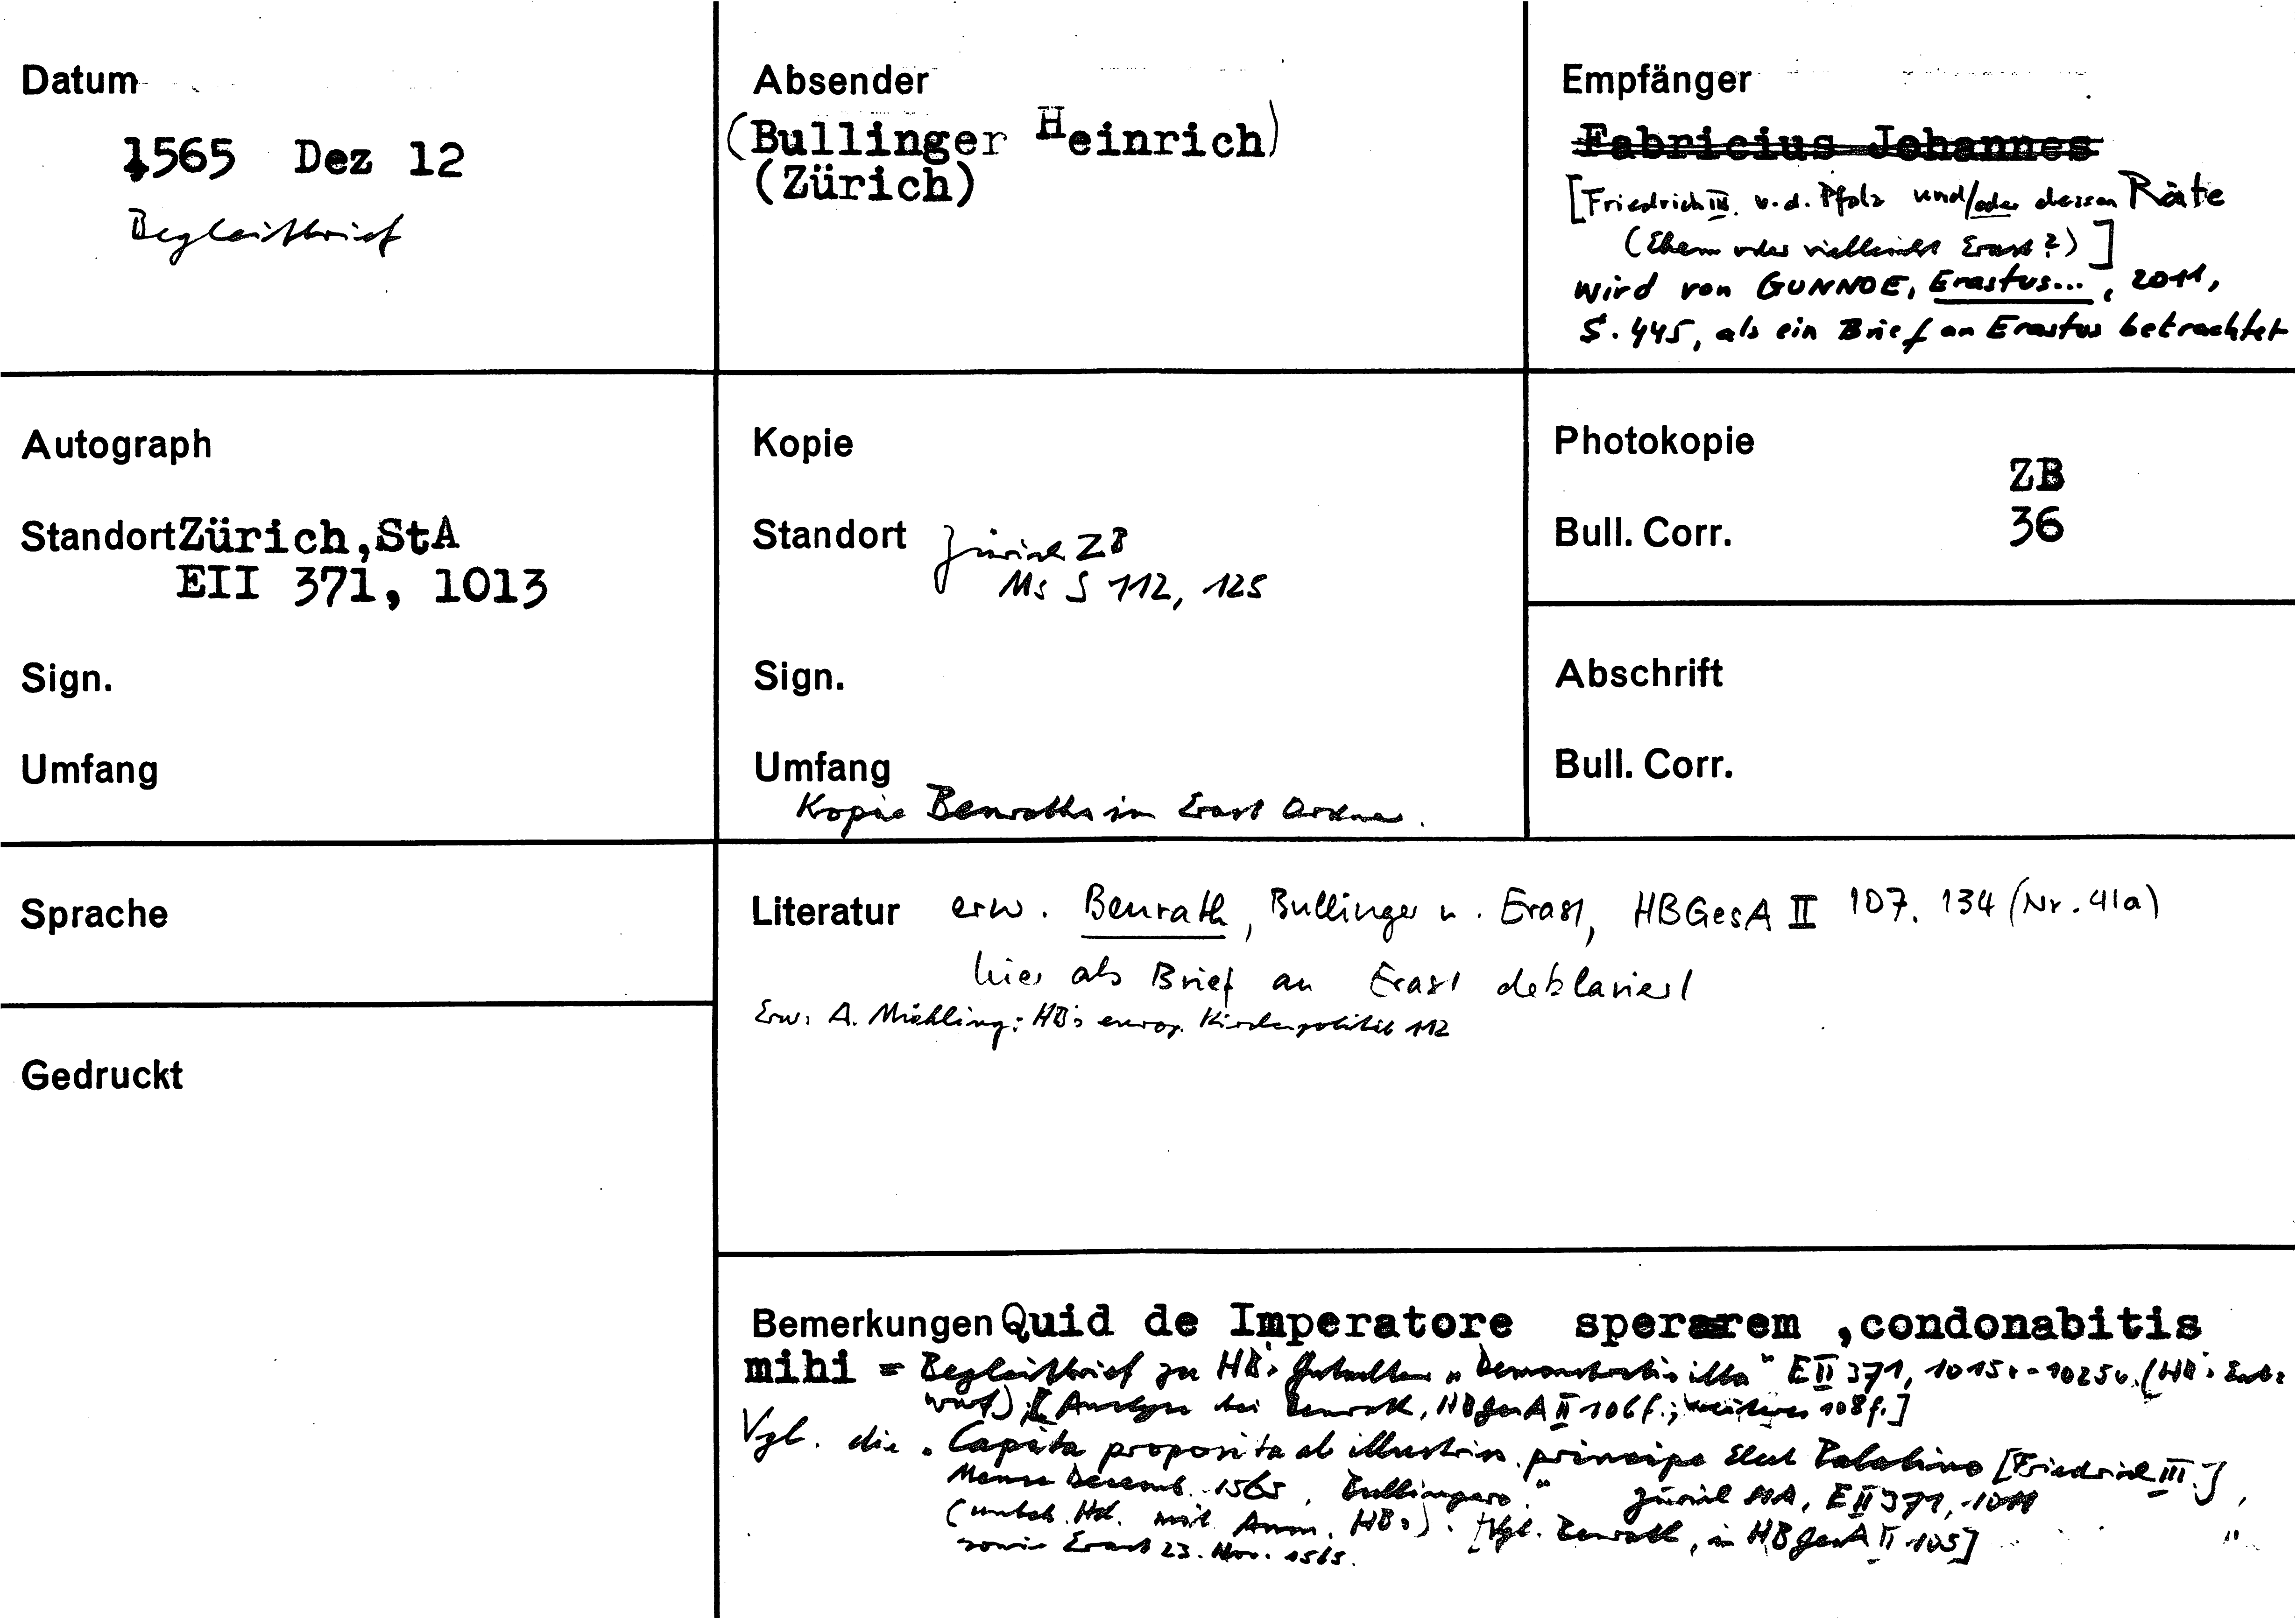 Datum
1565 Dez 12
Begleitbrief
Absender
(Bullinger Heinrich)
(Zürich)
Empfänger
Fabricius Johannes
[Friedrich III. v.d. Pfalz und/oder dessen Räte
(Ehem oder vielleicht Erast?)]
wird von GUNNOE, Erastus..., 2011,
S. 445, als ein Brief an Erastus betrachtet
Autograph
Standort Zürich, StA
EII 371, 1013
Sign.
Umfang
Kopie
Standort Zürich ZB
Ms S 112, 125
Sign.
Umfang
Kopie Benraths im Erast Ordner.
Photokopie
ZB
Bull. Corr. 36
Abschrift
Bull. Corr.
Sprache
Gedruckt
Literatur erw. Benrath, Bullinger u. Erast, HBGesA II 107. 134 (Nr. 41a)
hier als Brief an Erast deklariert
Erw: A. Mühling: HB's europ. Kirchenpolitik 112
Bemerkungen Quid de Imperatore sperarem ,condonabitis
mihi = Begleitbrief zu HB's Gutachten "Demonstratio illa" E II 371, 1015r-1025v. (HB's Ent=
wurf) [Analyse bei Benrath, HBGesA II 106f.; weiteres 108f.]
Vgl. die "Capita proposita ab illustriss. principe Elect Palatino [Friedrich III.]
Mense Decemb. 1565, Bullingero." Zürich StA, E II 371, 1011
(unbek. Hd. mit Anm. HBs). [Vgl. Benrath, in HBGesA II 105]
sowie Erast 23. Nov. 1565.